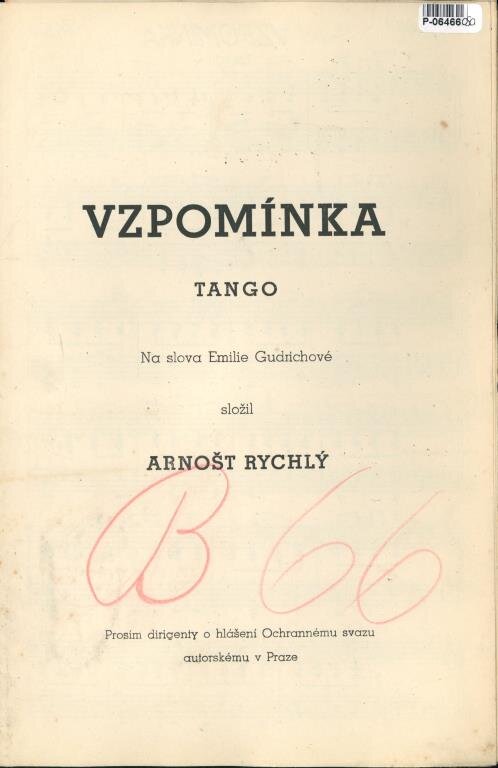 P-06466
VZPOMÍNKA
TANGO
Na slova Emilie Gudrichové
složil
ARNOŠT RYCHLÝ
B 66
Prosím dirigenty o hlášení Ochrannému svazu
autorskému v Praze